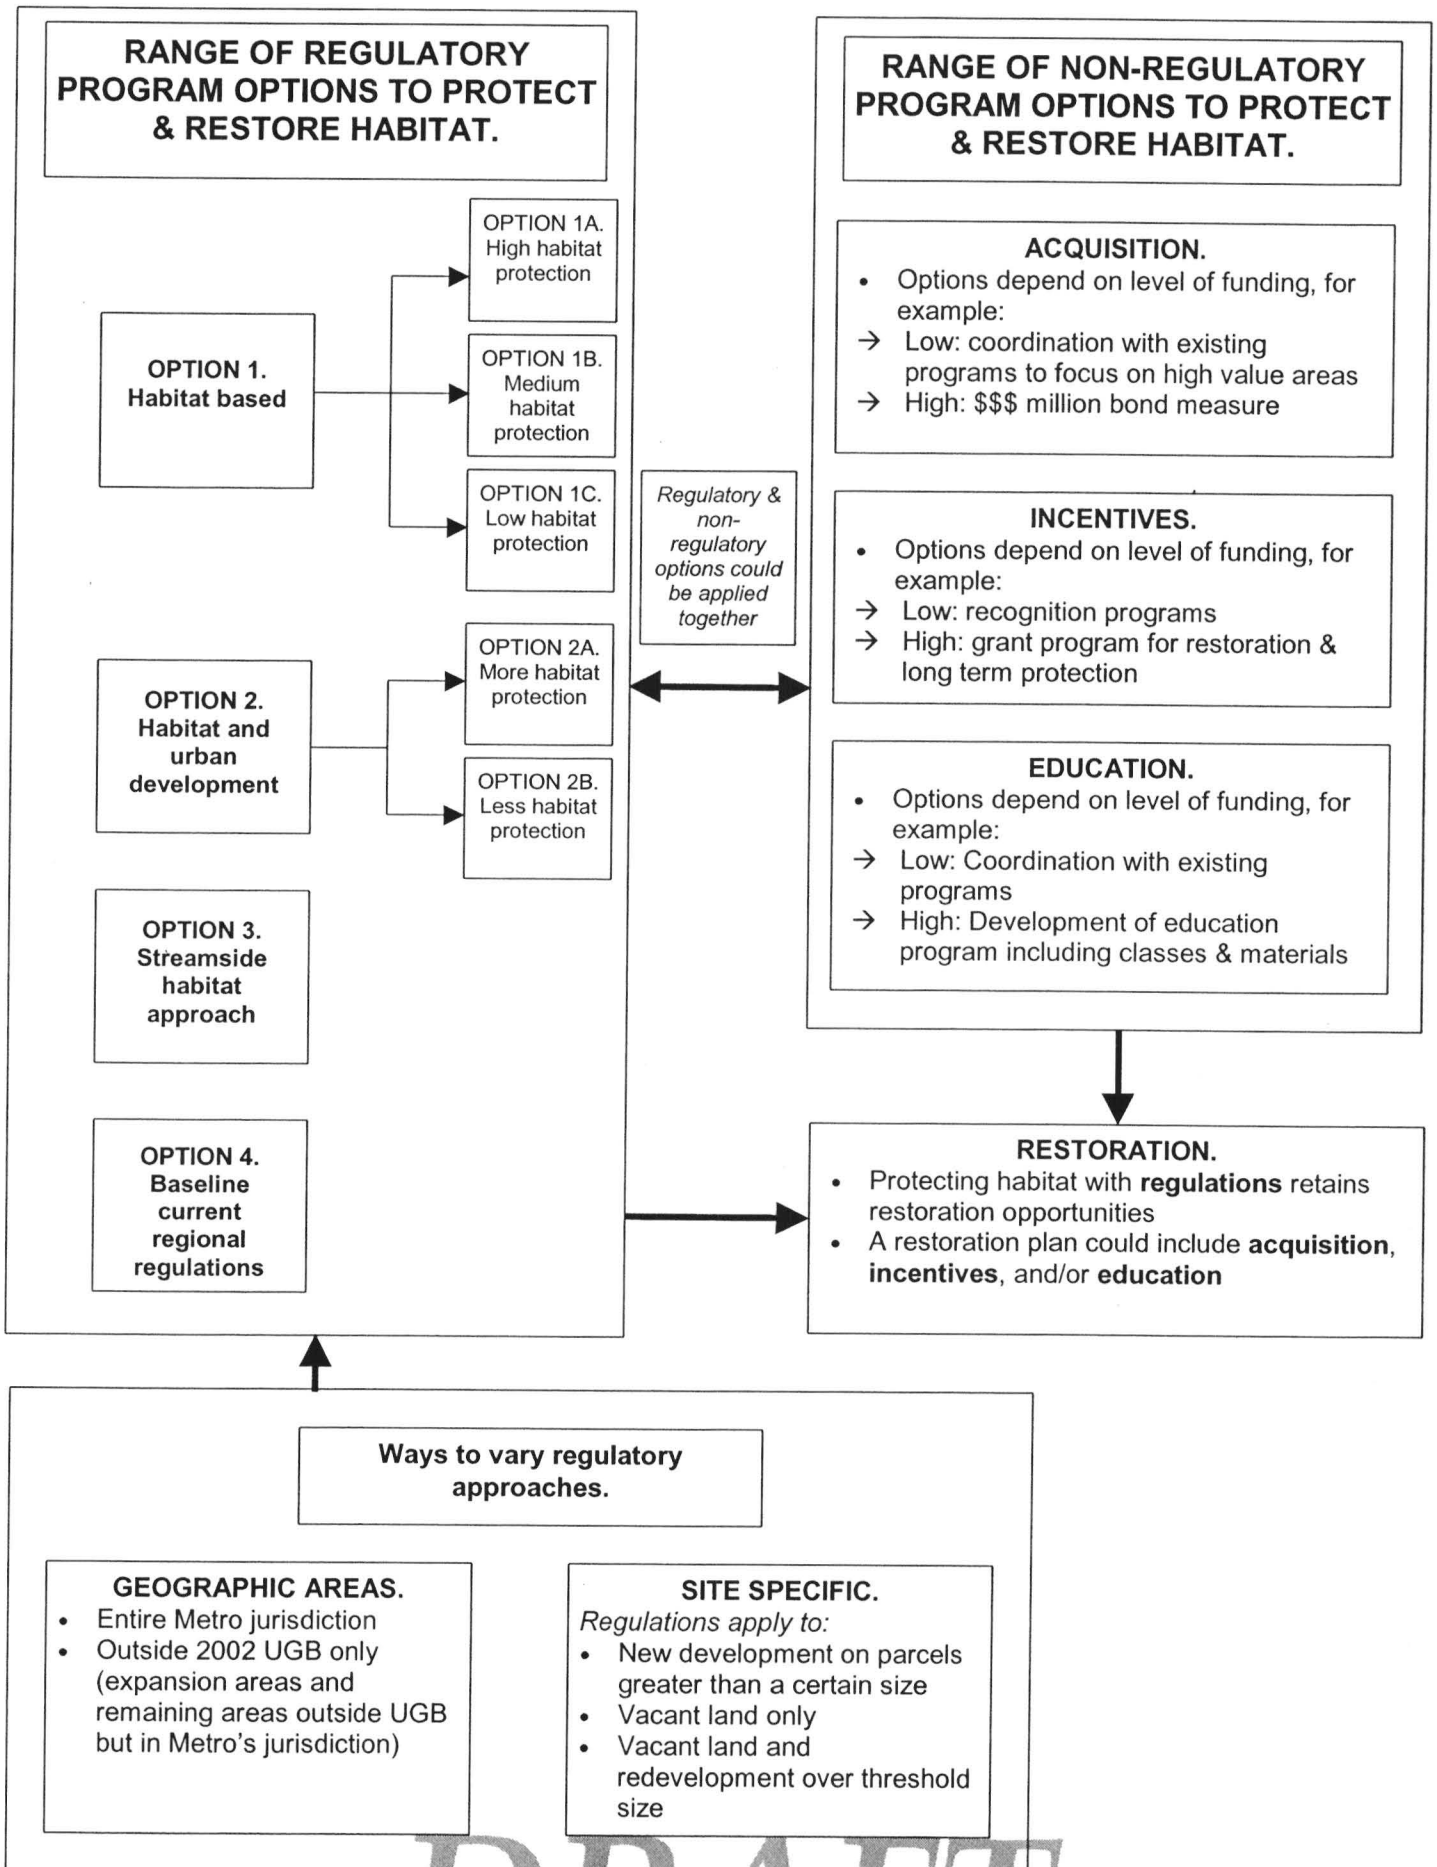 RANGE OF REGULATORY
PROGRAM OPTIONS TO PROTECT
& RESTORE HABITAT.
OPTION 1.
Habitat based
OPTION 1A.
High habitat
protection
OPTION 1B.
Medium
habitat
protection
OPTION 1C.
Low habitat
protection
OPTION 2.
Habitat and
urban
development
OPTION 2A.
More habitat
protection
OPTION 2B.
Less habitat
protection
OPTION 3.
Streamside
habitat
approach
OPTION 4.
Baseline
current
regional
regulations
Regulatory &
non-
regulatory
options could
be applied
together
RANGE OF NON-REGULATORY
PROGRAM OPTIONS TO PROTECT
& RESTORE HABITAT.
ACQUISITION.
• Options depend on level of funding, for
example:
→ Low: coordination with existing
programs to focus on high value areas
→ High: $$$ million bond measure
INCENTIVES.
• Options depend on level of funding, for
example:
→ Low: recognition programs
→ High: grant program for restoration &
long term protection
EDUCATION.
• Options depend on level of funding, for
example:
→ Low: Coordination with existing
programs
→ High: Development of education
program including classes & materials
RESTORATION.
• Protecting habitat with regulations retains
restoration opportunities
• A restoration plan could include acquisition,
incentives, and/or education
Ways to vary regulatory
approaches.
GEOGRAPHIC AREAS.
• Entire Metro jurisdiction
• Outside 2002 UGB only
(expansion areas and
remaining areas outside UGB
but in Metro's jurisdiction)
SITE SPECIFIC.
Regulations apply to:
• New development on parcels
greater than a certain size
• Vacant land only
• Vacant land and
redevelopment over threshold
size
DRAFT